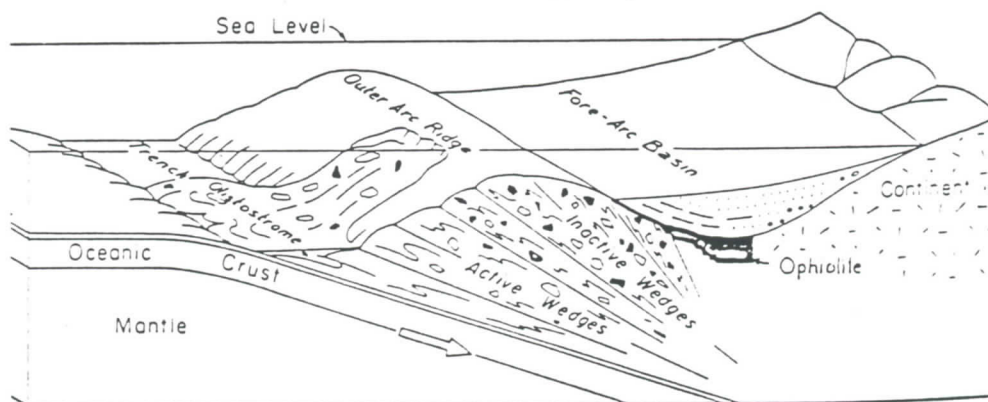 Sea Level
Outer Arc Ridge
Fore-Arc Basin
Trench
Olistostrome
Continent
Inactive Wedges
Active Wedges
Ophiolite
Oceanic Crust
Mantle